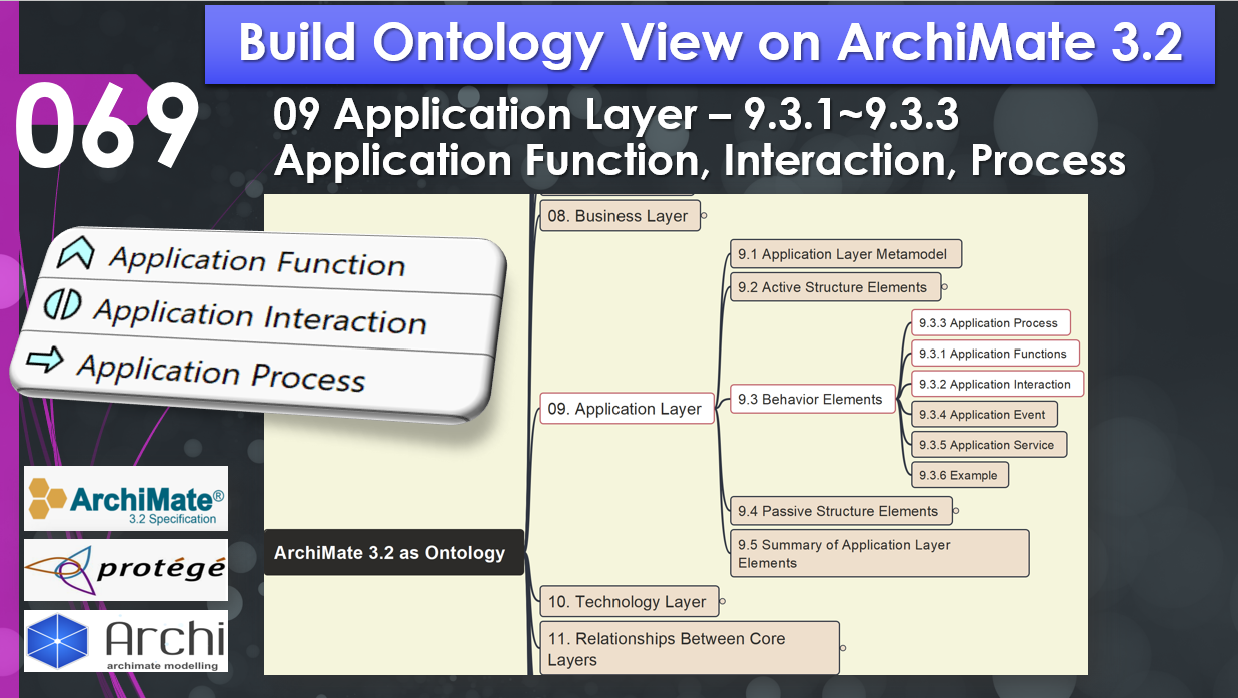 Build Ontology View on ArchiMate 3.2
069
09 Application Layer – 9.3.1~9.3.3
Application Function, Interaction, Process
Application Function
Application Interaction
Application Process
ArchiMate®
3.2 Specification
protégé
Archi
archimate modelling
ArchiMate 3.2 as Ontology
08. Business Layer
09. Application Layer
9.1 Application Layer Metamodel
9.2 Active Structure Elements
9.3 Behavior Elements
9.3.3 Application Process
9.3.1 Application Functions
9.3.2 Application Interaction
9.3.4 Application Event
9.3.5 Application Service
9.3.6 Example
9.4 Passive Structure Elements
9.5 Summary of Application Layer
Elements
10. Technology Layer
11. Relationships Between Core
Layers